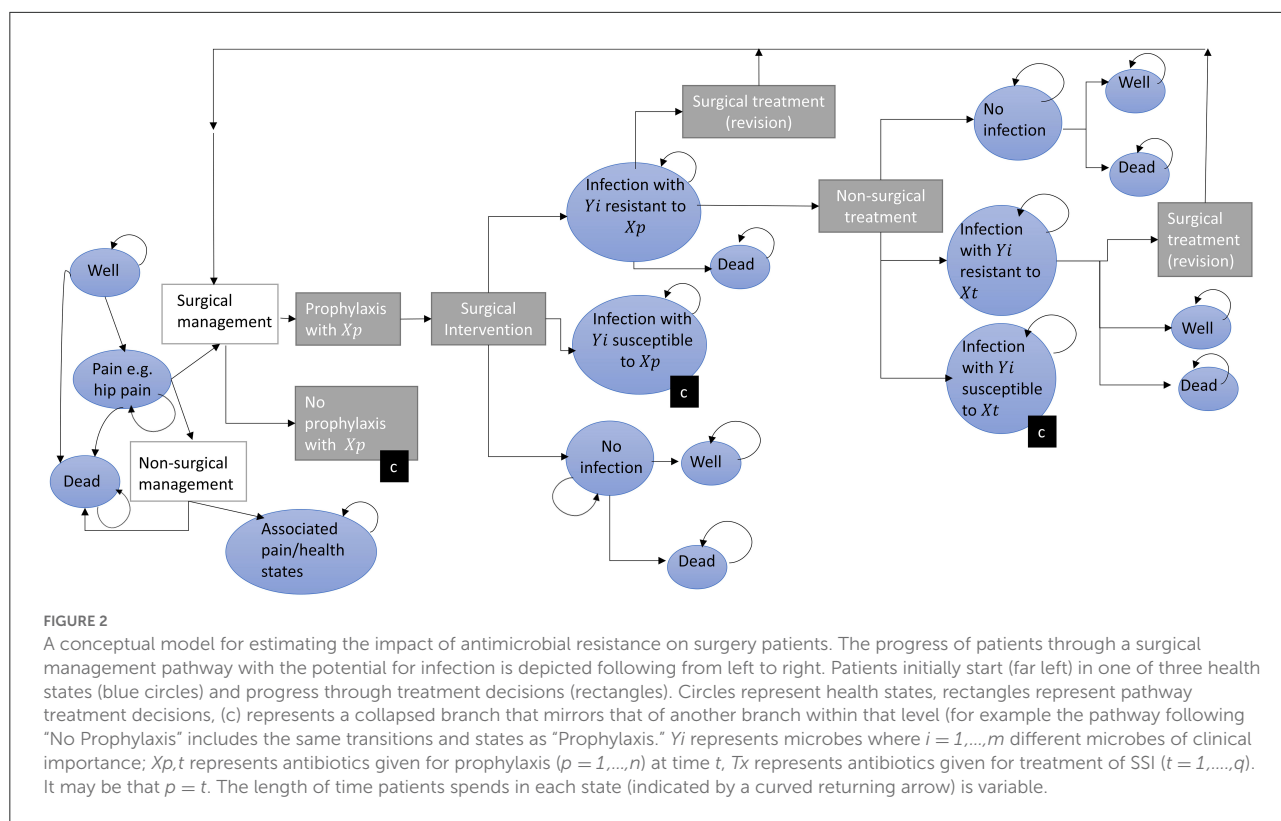 Well
Pain e.g.
hip pain
Dead
Surgical
management
Non-surgical
management
Associated
pain/health
states
Prophylaxis
with Xp
No
prophylaxis
with Xp
c
Surgical
Intervention
Surgical treatment
(revision)
Infection with
Yi resistant to
Xp
Dead
Infection with
Yi susceptible
to Xp
c
No
infection
Well
Dead
Non-surgical
treatment
No
infection
Well
Dead
Infection
with Yi
resistant to
Xt
Infection
with Yi
susceptible
to Xt
c
Surgical
treatment
(revision)
Well
Dead
FIGURE 2
A conceptual model for estimating the impact of antimicrobial resistance on surgery patients. The progress of patients through a surgical
management pathway with the potential for infection is depicted following from left to right. Patients initially start (far left) in one of three health
states (blue circles) and progress through treatment decisions (rectangles). Circles represent health states, rectangles represent pathway
treatment decisions, (c) represents a collapsed branch that mirrors that of another branch within that level (for example the pathway following
“No Prophylaxis” includes the same transitions and states as “Prophylaxis.” Yi represents microbes where i = 1,...,m different microbes of clinical
importance; Xp,t represents antibiotics given for prophylaxis (p = 1,...,n) at time t, Tx represents antibiotics given for treatment of SSI (t = 1,....,q).
It may be that p = t. The length of time patients spends in each state (indicated by a curved returning arrow) is variable.